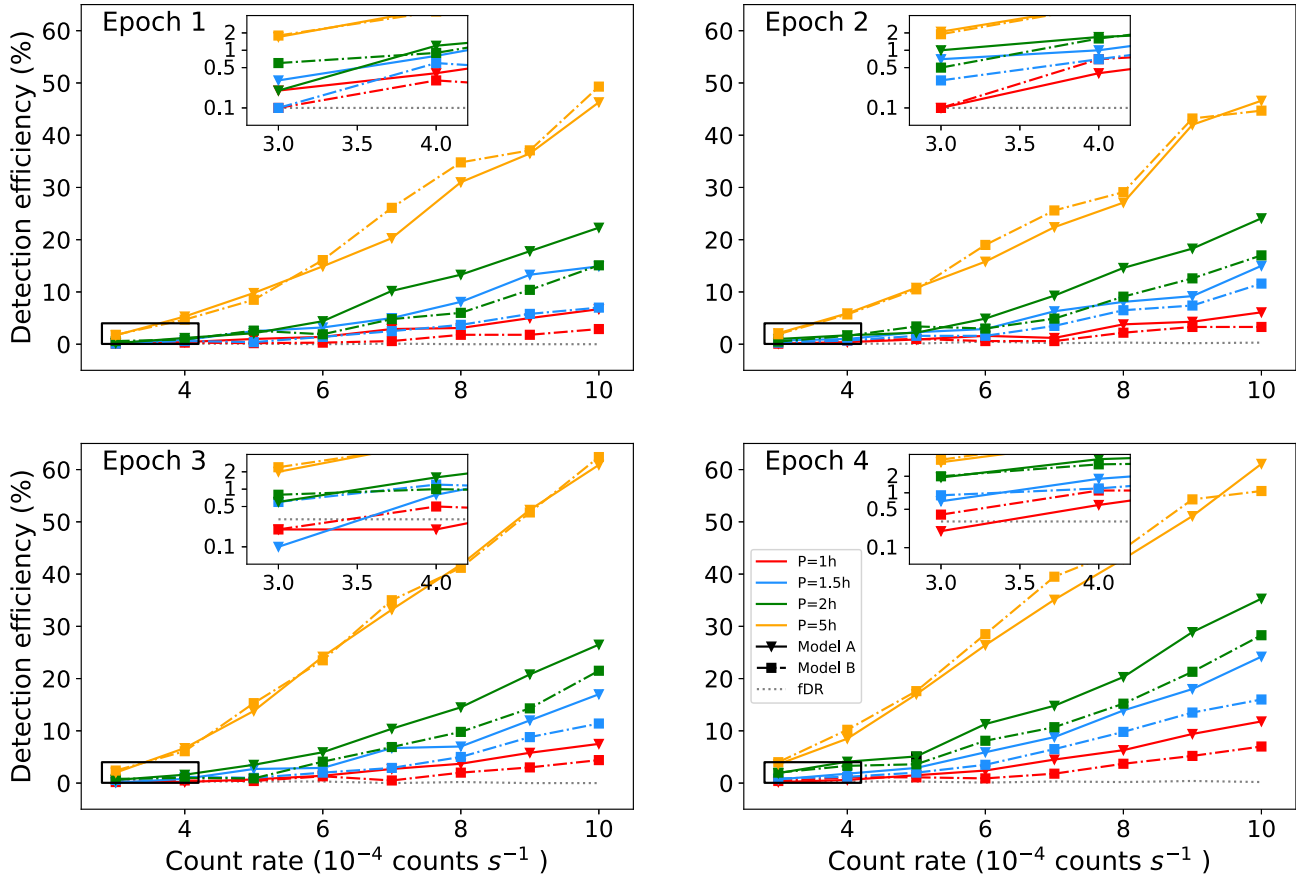 Epoch 1
Detection efficiency (%)
60
50
40
30
20
10
0
2
1
0.5
0.1
3.0 3.5 4.0
4 6 8 10
Epoch 2
60
50
40
30
20
10
0
2
1
0.5
0.1
3.0 3.5 4.0
4 6 8 10
Epoch 3
Detection efficiency (%)
60
50
40
30
20
10
0
2
1
0.5
0.1
3.0 3.5 4.0
4 6 8 10
Count rate (10⁻⁴ counts s⁻¹ )
Epoch 4
60
50
40
30
20
10
0
2
1
0.5
0.1
3.0 3.5 4.0
P=1h
P=1.5h
P=2h
P=5h
Model A
Model B
fDR
4 6 8 10
Count rate (10⁻⁴ counts s⁻¹ )